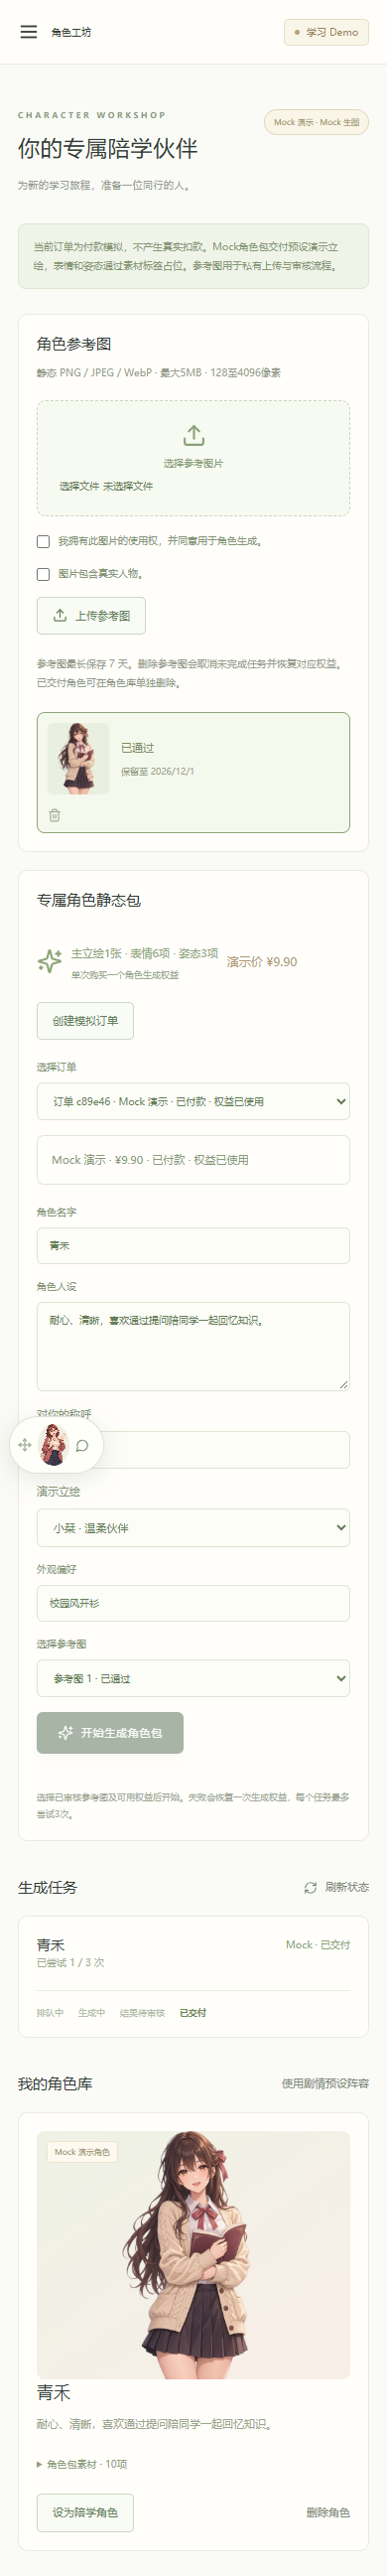 角色工坊
学习 Demo
CHARACTER WORKSHOP
Mock 演示 · Mock 生图
你的专属陪学伙伴
为新的学习旅程，准备一位同行的人。
当前订单为付款模拟，不产生真实扣款。Mock角色包交付预设演示立
绘，表情和姿态通过素材标签占位。参考图用于私有上传与审核流程。
角色参考图
静态 PNG / JPEG / WebP · 最大5MB · 128至4096像素
选择参考图片
选择文件 未选择文件
我拥有此图片的使用权，并同意用于角色生成。
图片包含真实人物。
上传参考图
参考图最长保存 7 天。删除参考图会取消未完成任务并恢复对应权益。
已交付角色可在角色库单独删除。
已通过
保留至 2026/12/1
专属角色静态包
主立绘1张 · 表情6项 · 姿态3项
演示价 ¥9.90
单次购买一个角色生成权益
创建模拟订单
选择订单
订单 c89e46 · Mock 演示 · 已付款 · 权益已使用
Mock 演示 · ¥9.90 · 已付款 · 权益已使用
角色名字
青禾
角色人设
耐心、清晰，喜欢通过提问陪同学一起回忆知识。
对你的称呼
演示立绘
小栞 · 温柔伙伴
外观偏好
校园风开衫
选择参考图
参考图 1 · 已通过
开始生成角色包
选择已审核参考图及可用权益后开始。失败会恢复一次生成权益，每个任务最多
尝试3次。
生成任务
刷新状态
青禾
Mock · 已交付
已尝试 1 / 3 次
排队中 生成中 结果待审核 已交付
我的角色库
使用剧情预设阵容
Mock 演示角色
青禾
耐心、清晰，喜欢通过提问陪同学一起回忆知识。
角色包素材 · 10项
设为陪学角色
删除角色